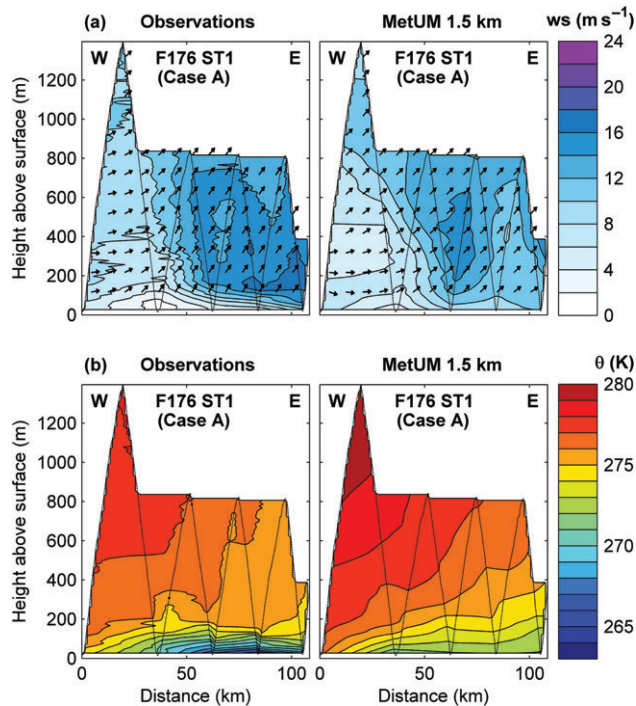 (a) Observations MetUM 1.5 km ws (m s⁻¹)
W F176 ST1 (Case A) E
W F176 ST1 (Case A) E
Height above surface (m)
1400
1200
1000
800
600
400
200
0
24
20
16
12
8
4
0
(b) Observations MetUM 1.5 km θ (K)
W F176 ST1 (Case A) E
W F176 ST1 (Case A) E
Height above surface (m)
1400
1200
1000
800
600
400
200
0
280
275
270
265
0 50 100
0 50 100
Distance (km) Distance (km)